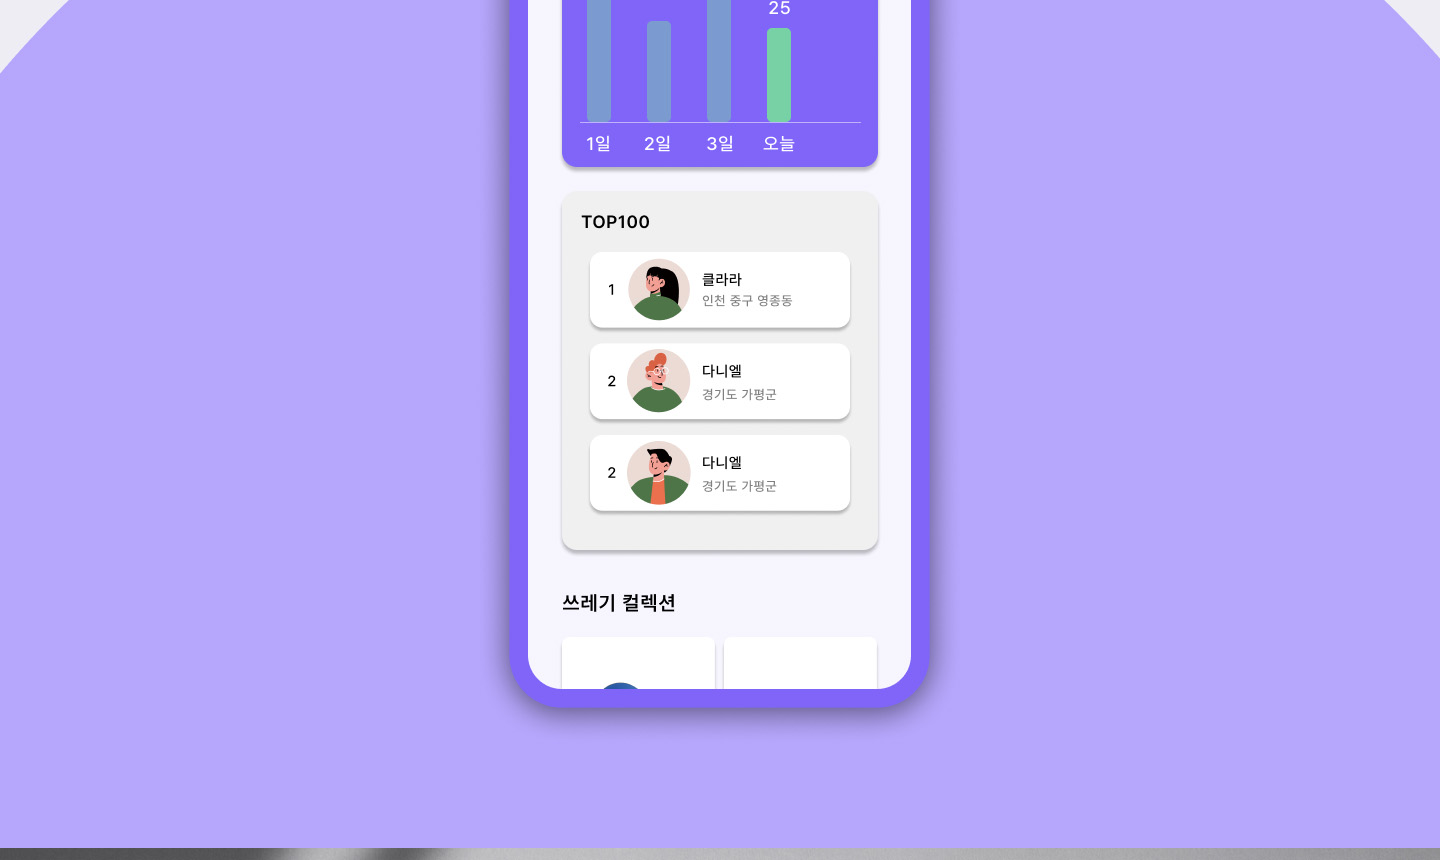 25
1일 2일 3일 오늘
TOP100
1
클라라
인천 중구 영종동
2
다니엘
경기도 가평군
2
다니엘
경기도 가평군
쓰레기 컬렉션